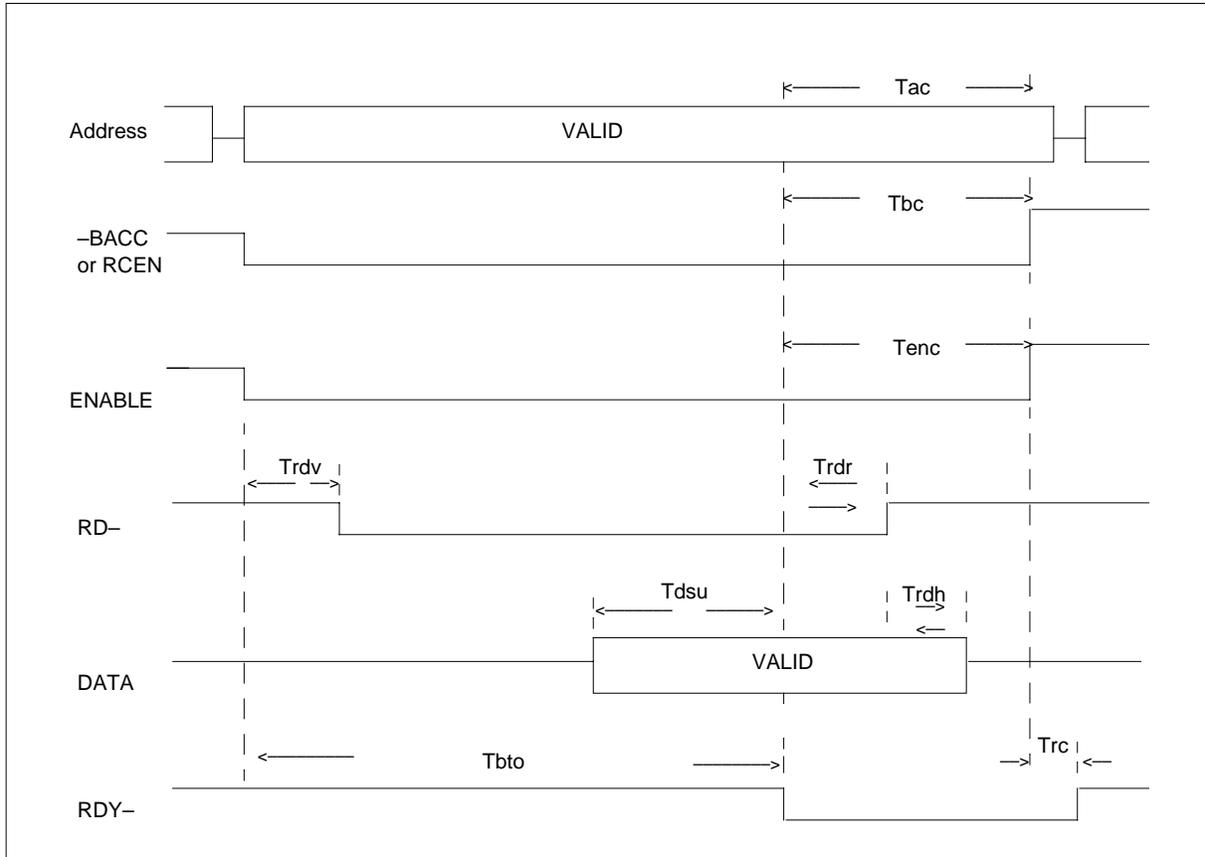 Tac
Address
VALID
Tbc
–BACC
or RCEN
Tenc
ENABLE
Trdv
Trdr
RD–
Tdsu
Trdh
VALID
DATA
Trc
Tbto
RDY–